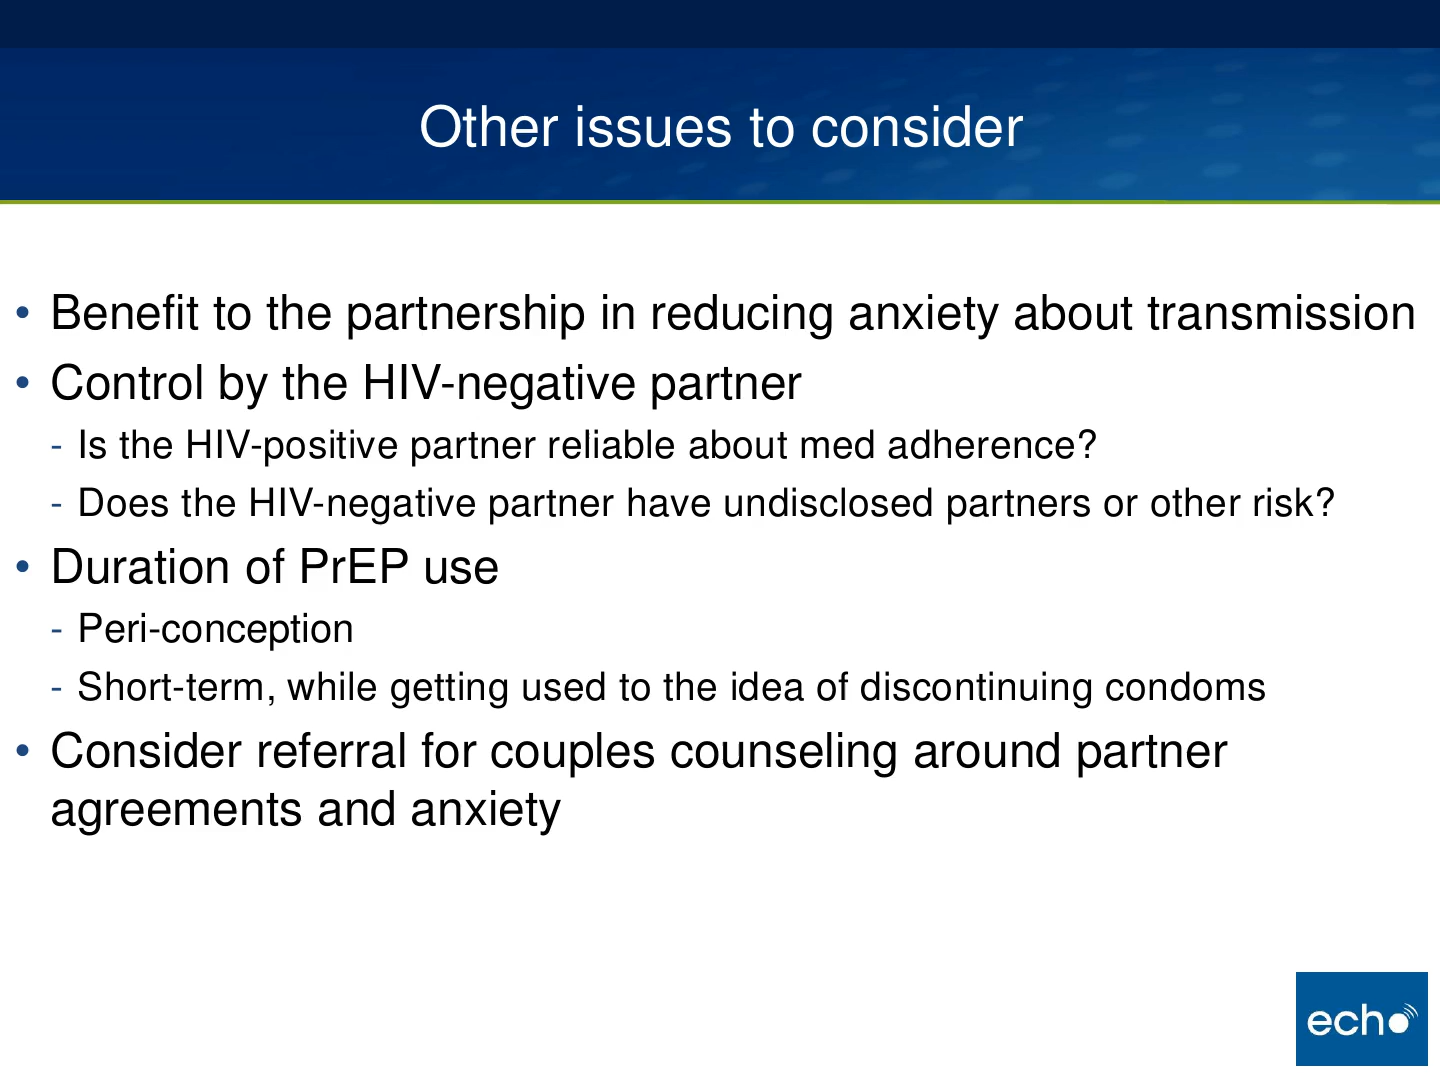 Other issues to consider
• Benefit to the partnership in reducing anxiety about transmission
• Control by the HIV-negative partner
- Is the HIV-positive partner reliable about med adherence?
- Does the HIV-negative partner have undisclosed partners or other risk?
• Duration of PrEP use
- Peri-conception
- Short-term, while getting used to the idea of discontinuing condoms
• Consider referral for couples counseling around partner
agreements and anxiety
echo